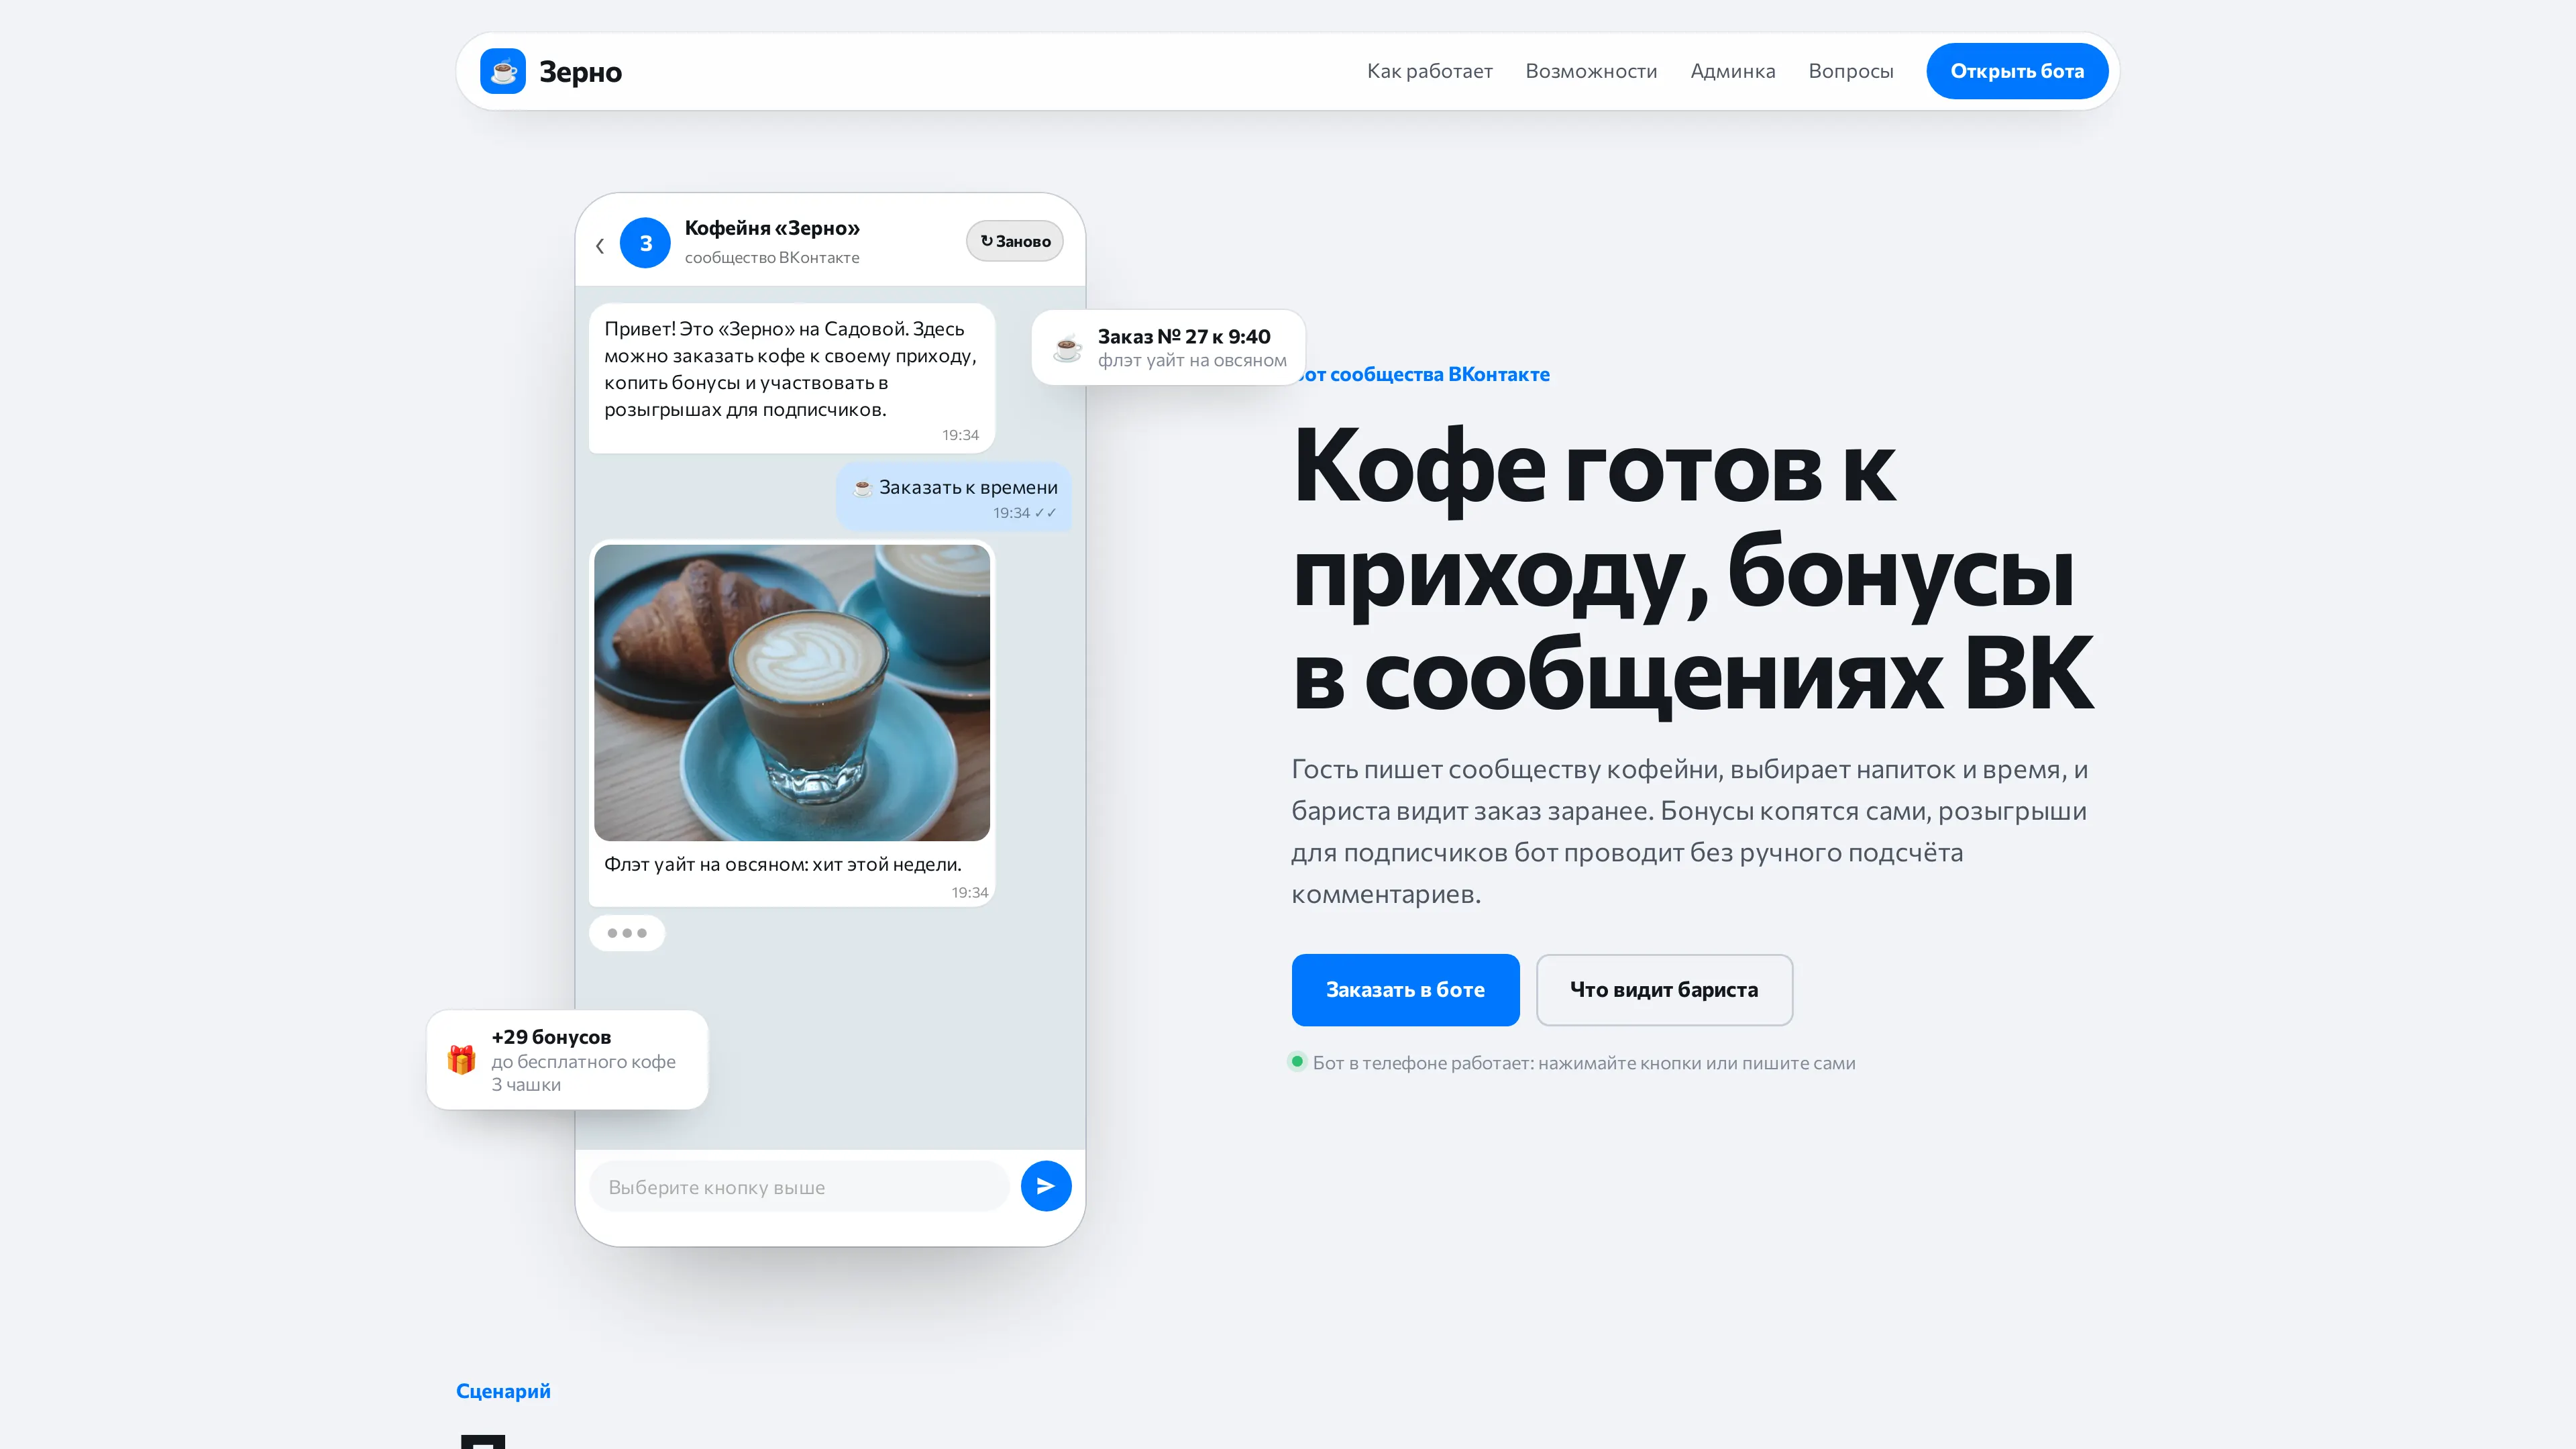 Зерно
Как работает
Возможности
Админка
Вопросы
Открыть бота
З
Кофейня «Зерно»
сообщество ВКонтакте
↻ Заново
Привет! Это «Зерно» на Садовой. Здесь
можно заказать кофе к своему приходу,
копить бонусы и участвовать в
розыгрышах для подписчиков.
19:34
Заказать к времени
19:34 ✓✓
Флэт уайт на овсяном: хит этой недели.
19:34
Выберите кнопку выше
Заказ № 27 к 9:40
флэт уайт на овсяном
+29 бонусов
до бесплатного кофе
3 чашки
сообщества ВКонтакте
Кофе готов к
приходу, бонусы
в сообщениях ВК
Гость пишет сообществу кофейни, выбирает напиток и время, и
бариста видит заказ заранее. Бонусы копятся сами, розыгрыши
для подписчиков бот проводит без ручного подсчёта
комментариев.
Заказать в боте
Что видит бариста
Бот в телефоне работает: нажимайте кнопки или пишите сами
Сценарий